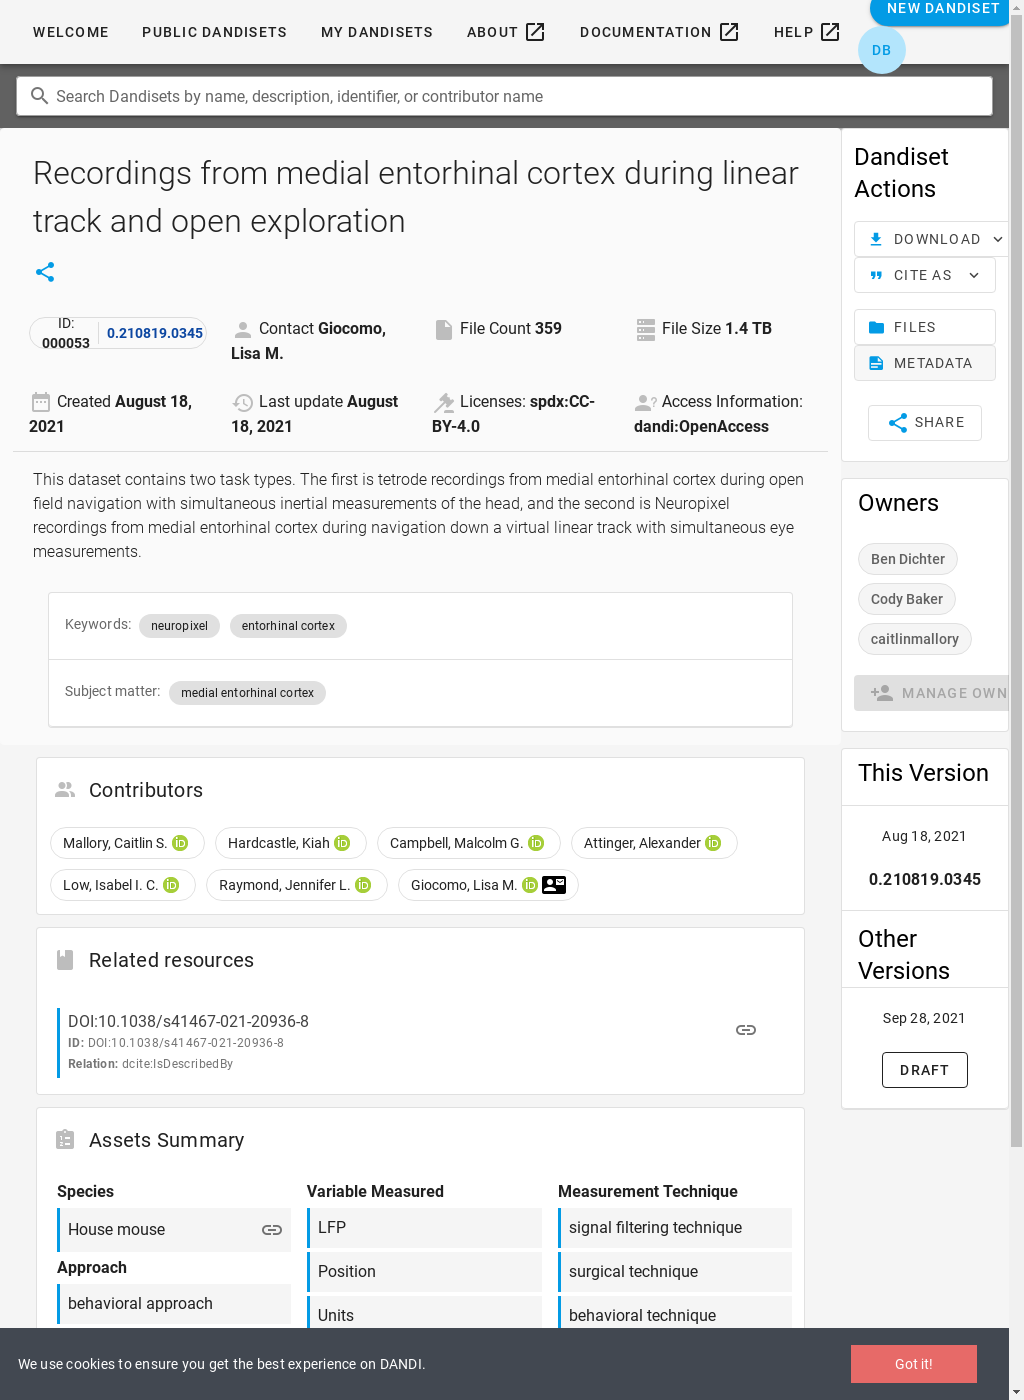 WELCOME PUBLIC DANDISETS MY DANDISETS ABOUT DOCUMENTATION HELP NEW DANDISET
DB
Search Dandisets by name, description, identifier, or contributor name
Recordings from medial entorhinal cortex during linear
track and open exploration
ID:
000053
0.210819.0345
Contact Giocomo,
Lisa M.
File Count 359
File Size 1.4 TB
Created August 18,
2021
Last update August
18, 2021
Licenses: spdx:CC-
BY-4.0
Access Information:
dandi:OpenAccess
This dataset contains two task types. The first is tetrode recordings from medial entorhinal cortex during open
field navigation with simultaneous inertial measurements of the head, and the second is Neuropixel
recordings from medial entorhinal cortex during navigation down a virtual linear track with simultaneous eye
measurements.
Keywords: neuropixel entorhinal cortex
Subject matter: medial entorhinal cortex
Contributors
Mallory, Caitlin S. iD Hardcastle, Kiah iD Campbell, Malcolm G. iD Attinger, Alexander iD
Low, Isabel I. C. iD Raymond, Jennifer L. iD Giocomo, Lisa M. iD
Related resources
DOI:10.1038/s41467-021-20936-8
ID: DOI:10.1038/s41467-021-20936-8
Relation: dcite:IsDescribedBy
Assets Summary
Species
House mouse
Approach
behavioral approach
Variable Measured
LFP
Position
Units
Measurement Technique
signal filtering technique
surgical technique
behavioral technique
Dandiset
Actions
DOWNLOAD
CITE AS
FILES
METADATA
SHARE
Owners
Ben Dichter
Cody Baker
caitlinmallory
MANAGE OWN
This Version
Aug 18, 2021
0.210819.0345
Other
Versions
Sep 28, 2021
DRAFT
We use cookies to ensure you get the best experience on DANDI.
Got it!